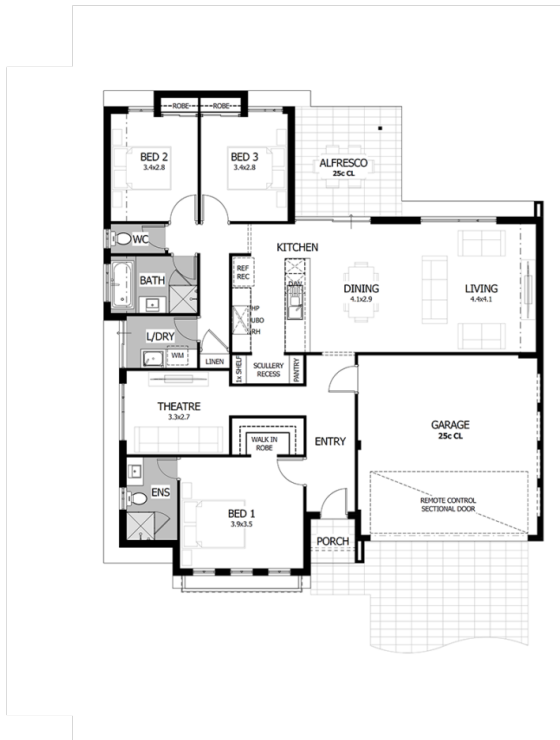 ROBE
ROBE
BED 2
3.4x2.8
BED 3
3.4x2.8
ALFRESCO
25c CL
WC
KITCHEN
REF
REC
BATH
DW
DINING
4.1x2.9
LIVING
4.4x4.1
HP
UBO
RH
L/DRY
WM
LINEN
1x SHELF
SCULLERY
RECESS
PANTRY
THEATRE
3.3x2.7
GARAGE
25c CL
ENTRY
WALK IN
ROBE
ENS
BED 1
3.9x3.5
REMOTE CONTROL
SECTIONAL DOOR
PORCH